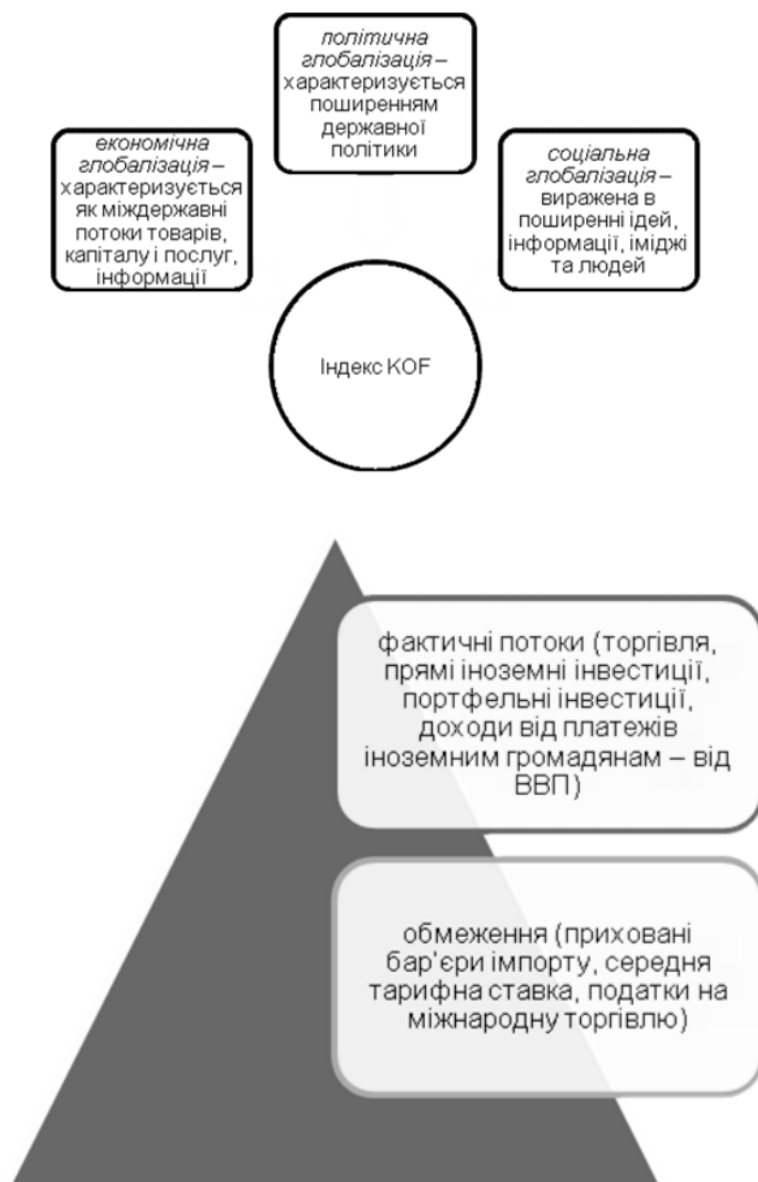 політична
глобалізація –
характеризується
поширенням
державної
політики
економічна
глобалізація –
характеризується
як міждержавні
потоки товарів,
капіталу і послуг,
інформації
соціальна
глобалізація –
виражена в
поширенні ідей,
інформації, іміджі
та людей
Індекс KOF
фактичні потоки (торгівля,
прямі іноземні інвестиції,
портфельні інвестиції,
доходи від платежів
іноземним громадянам – від
ВВП)
обмеження (приховані
бар'єри імпорту, середня
тарифна ставка, податки на
міжнародну торгівлю)